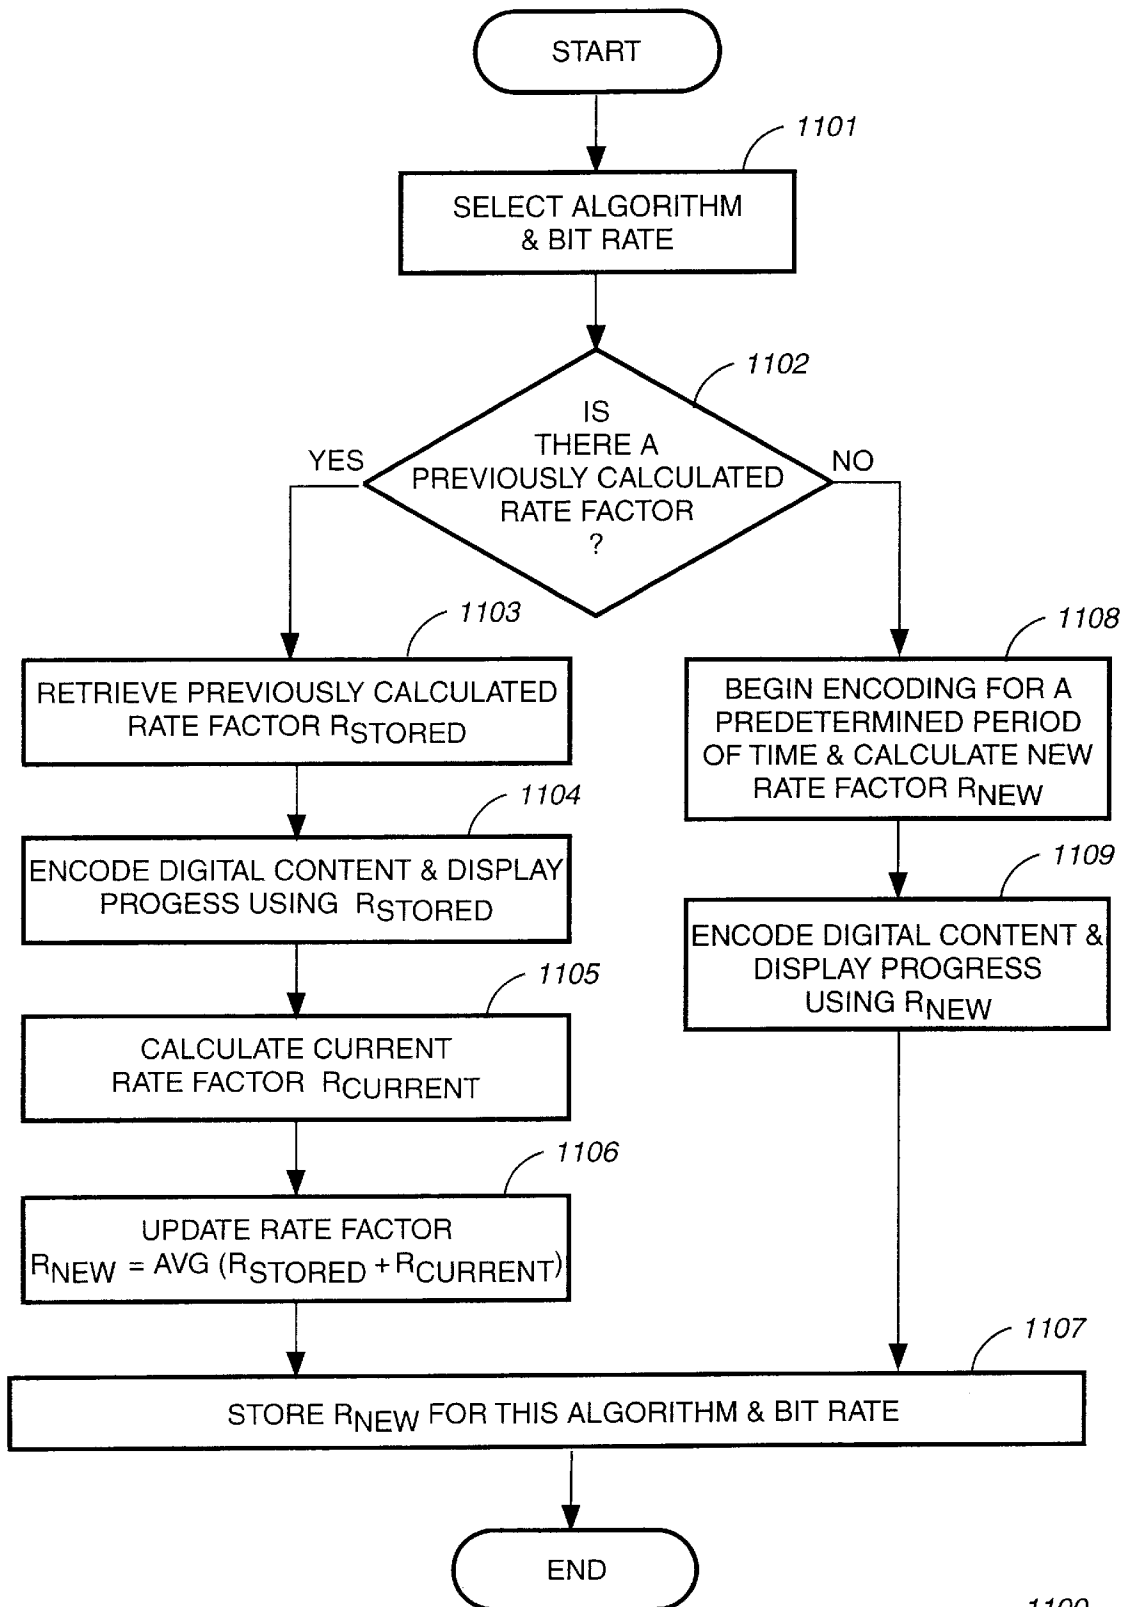 START
1101
SELECT ALGORITHM
& BIT RATE
1102
IS
THERE A
PREVIOUSLY CALCULATED
RATE FACTOR
?
YES
NO
1103
RETRIEVE PREVIOUSLY CALCULATED
RATE FACTOR RSTORED
1104
ENCODE DIGITAL CONTENT & DISPLAY
PROGESS USING RSTORED
1105
CALCULATE CURRENT
RATE FACTOR RCURRENT
1106
UPDATE RATE FACTOR
RNEW = AVG (RSTORED + RCURRENT)
1108
BEGIN ENCODING FOR A
PREDETERMINED PERIOD
OF TIME & CALCULATE NEW
RATE FACTOR RNEW
1109
ENCODE DIGITAL CONTENT &
DISPLAY PROGRESS
USING RNEW
1107
STORE RNEW FOR THIS ALGORITHM & BIT RATE
END